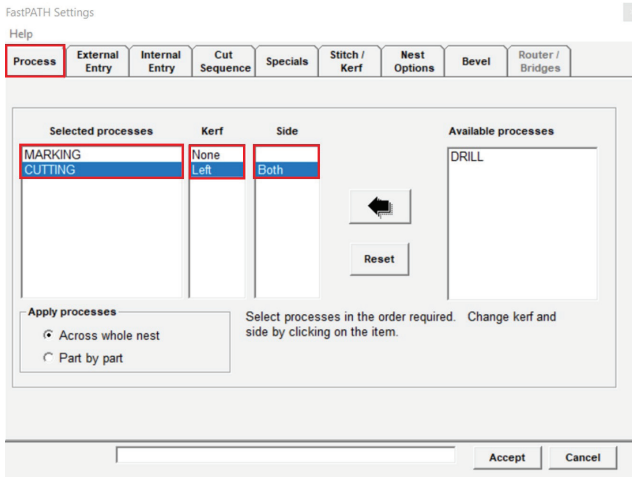 FastPATH Settings
Help
Process External Entry Internal Entry Cut Sequence Specials Stitch / Kerf Nest Options Bevel Router / Bridges
Selected processes Kerf Side Available processes
MARKING None DRILL
CUTTING Left Both
Reset
Apply processes
Across whole nest
Part by part
Select processes in the order required. Change kerf and
side by clicking on the item.
Accept Cancel